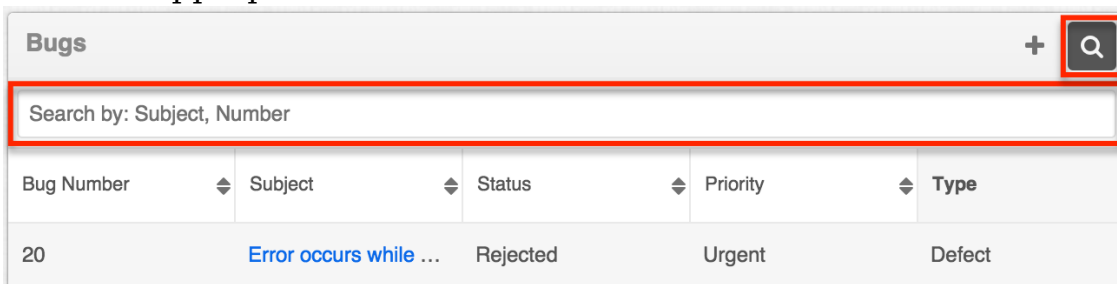 Bugs
Search by: Subject, Number
Bug Number Subject Status Priority Type
20 Error occurs while ... Rejected Urgent Defect